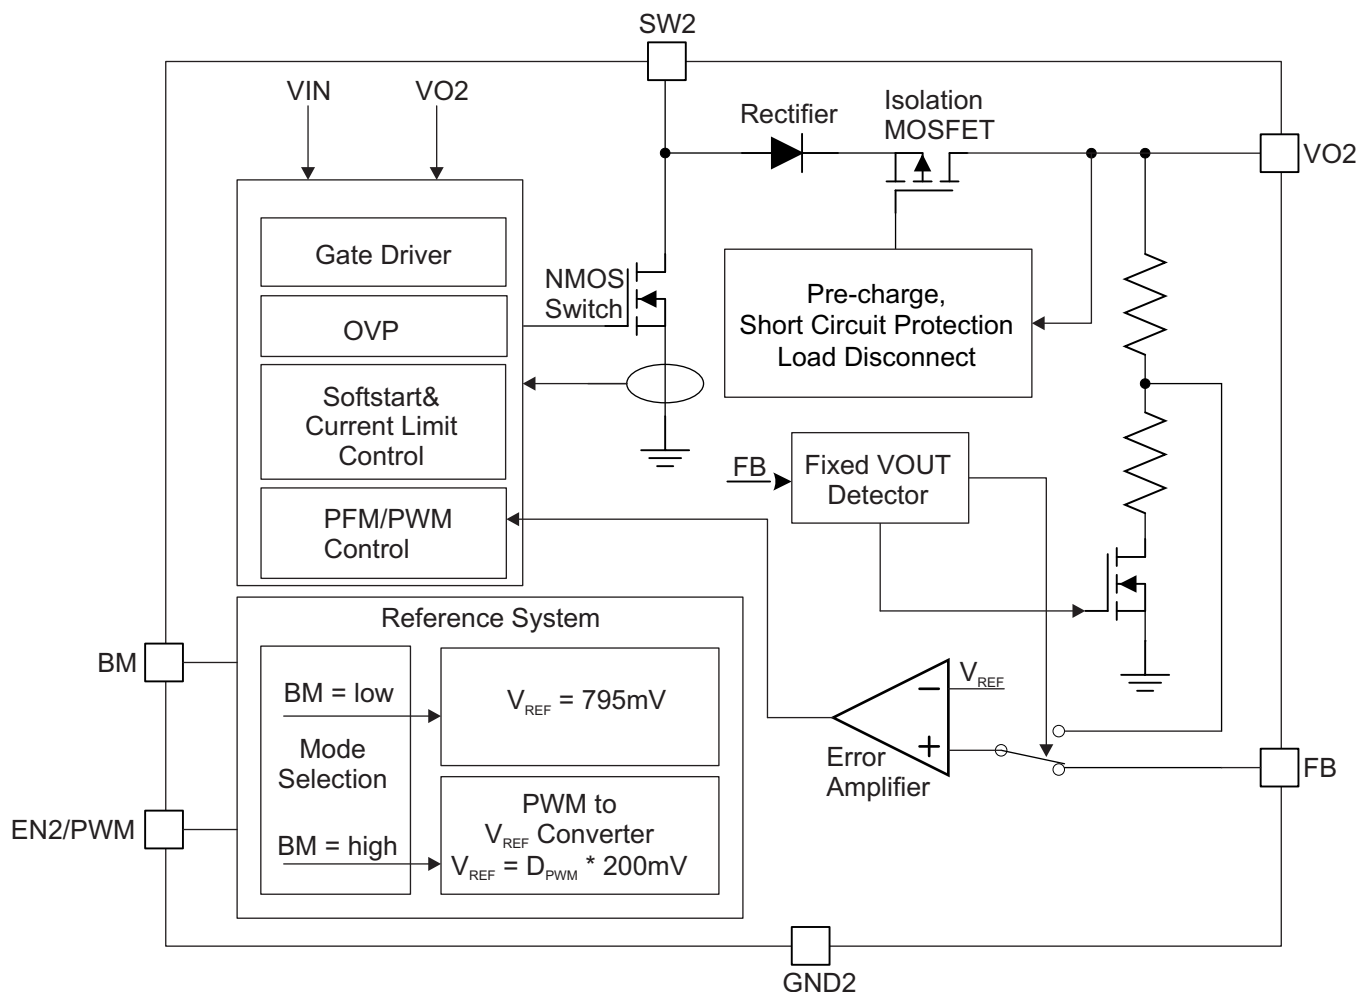 SW2
VIN
VO2
Rectifier
Isolation
MOSFET
VO2
Gate Driver
NMOS
Switch
OVP
Pre-charge,
Short Circuit Protection
Load Disconnect
Softstart&
Current Limit
Control
FB
Fixed VOUT
Detector
PFM/PWM
Control
Reference System
BM
BM = low
VREF = 795mV
VREF
Mode
Selection
Error
Amplifier
FB
EN2/PWM
BM = high
PWM to
VREF Converter
VREF = DPWM * 200mV
GND2